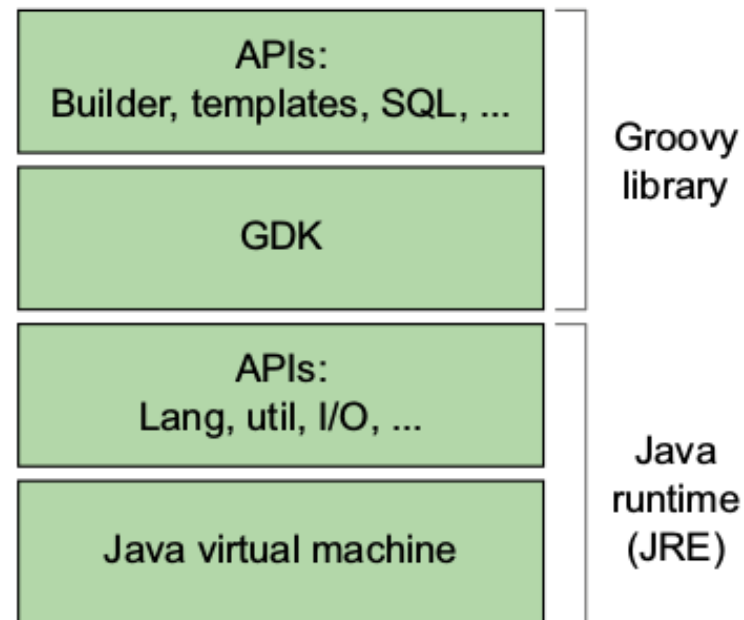 APIs:
Builder, templates, SQL, ...
GDK
Groovy
library
APIs:
Lang, util, I/O, ...
Java virtual machine
Java
runtime
(JRE)